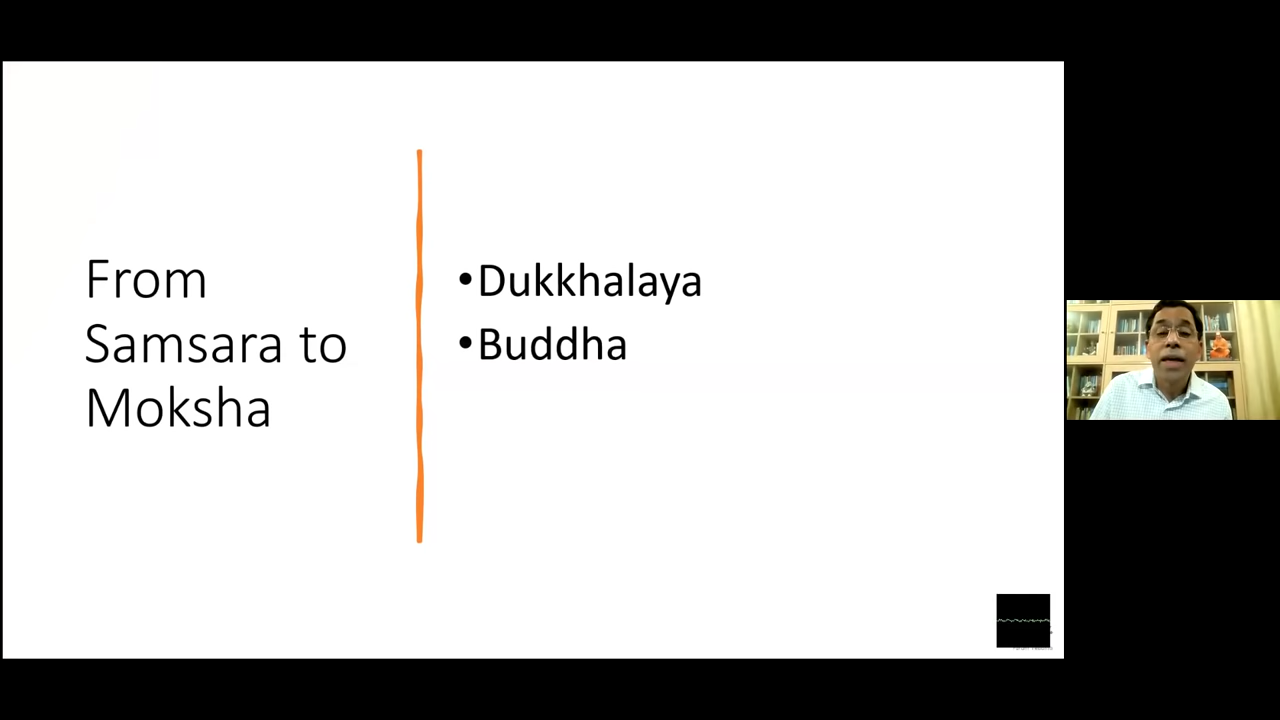 From
Samsara to
Moksha
•Dukkhalaya
•Buddha